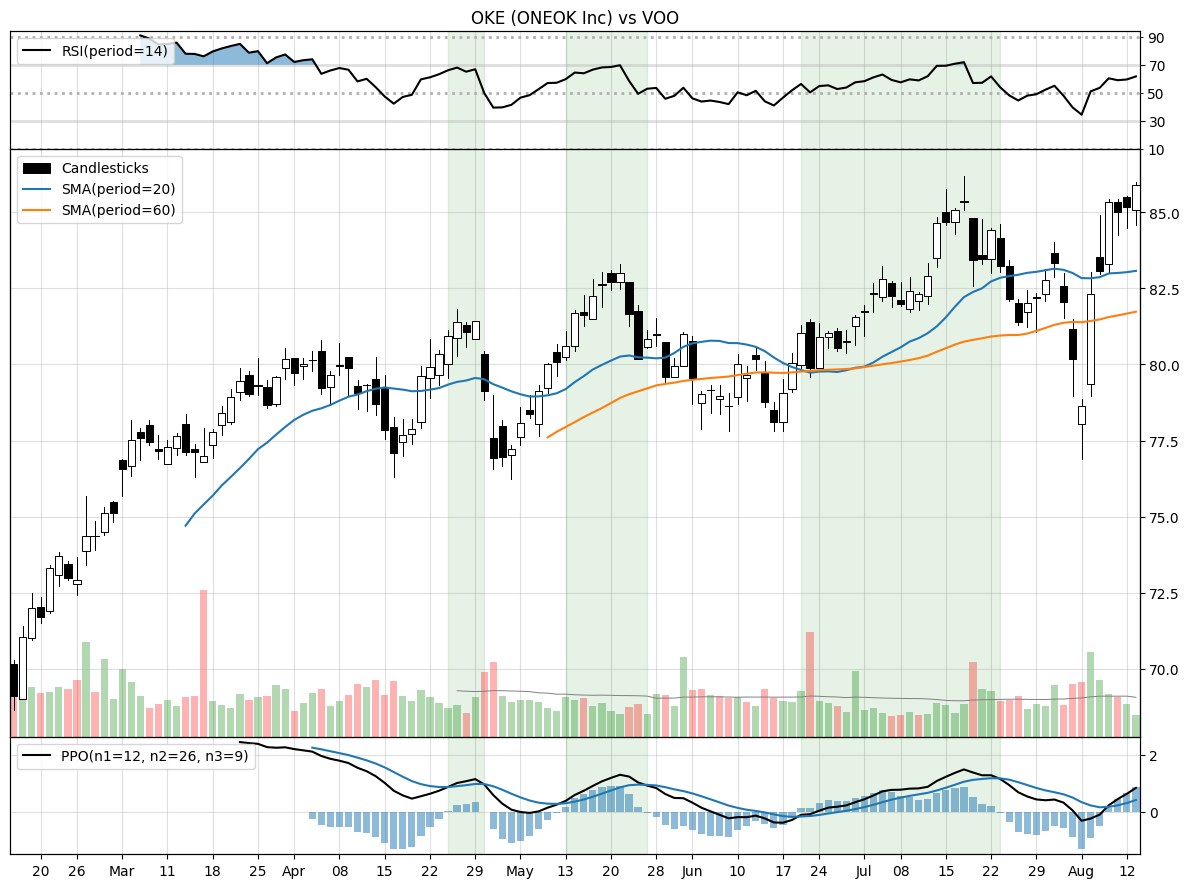 OKE (ONEOK Inc) vs VOO
RSI(period=14)
90
70
50
30
10
Candlesticks
SMA(period=20)
SMA(period=60)
85.0
82.5
80.0
77.5
75.0
72.5
70.0
PPO(n1=12, n2=26, n3=9)
2
0
20 26 Mar 11 18 25 Apr 08 15 22 29 May 13 20 28 Jun 10 17 24 Jul 08 15 22 29 Aug 12